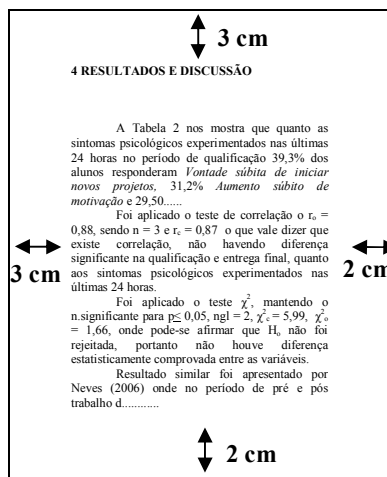 3 cm
4 RESULTADOS E DISCUSSÃO
A Tabela 2 nos mostra que quanto as
sintomas psicológicos experimentados nas últimas
24 horas no período de qualificação 39,3% dos
alunos responderam Vontade súbita de iniciar
novos projetos, 31,2% Aumento súbito de
motivação e 29,50......
Foi aplicado o teste de correlação o rₒ =
0,88, sendo n = 3 e r꜀ = 0,87 o que vale dizer que
existe correlação, não havendo diferença
significante na qualificação e entrega final, quanto
aos sintomas psicológicos experimentados nas
últimas 24 horas.
3 cm
2 cm
Foi aplicado o teste χ², mantendo o
n.significante para p≤ 0,05, ngl = 2, χ²꜀ = 5,99, χ²ₒ
= 1,66, onde pode-se afirmar que Hₒ não foi
rejeitada, portanto não houve diferença
estatisticamente comprovada entre as variáveis.
Resultado similar foi apresentado por
Neves (2006) onde no período de pré e pós
trabalho d............
2 cm